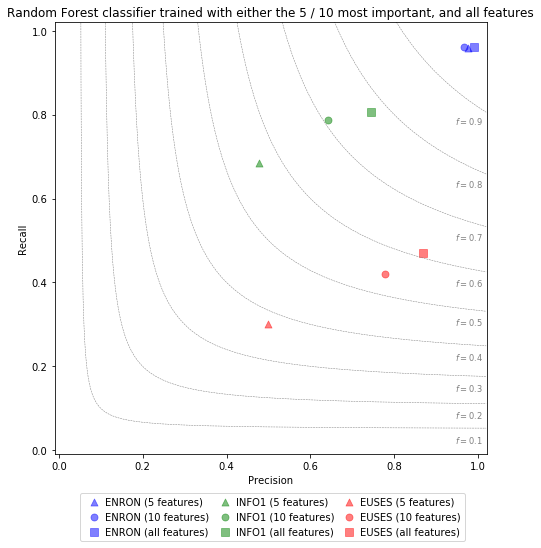 Random Forest classifier trained with either the 5 / 10 most important, and all features
1.0
0.8
0.6
0.4
0.2
0.0
Recall
f = 0.9
f = 0.8
f = 0.7
f = 0.6
f = 0.5
f = 0.4
f = 0.3
f = 0.2
f = 0.1
0.0 0.2 0.4 0.6 0.8 1.0
Precision
ENRON (5 features) INFO1 (5 features) EUSES (5 features)
ENRON (10 features) INFO1 (10 features) EUSES (10 features)
ENRON (all features) INFO1 (all features) EUSES (all features)